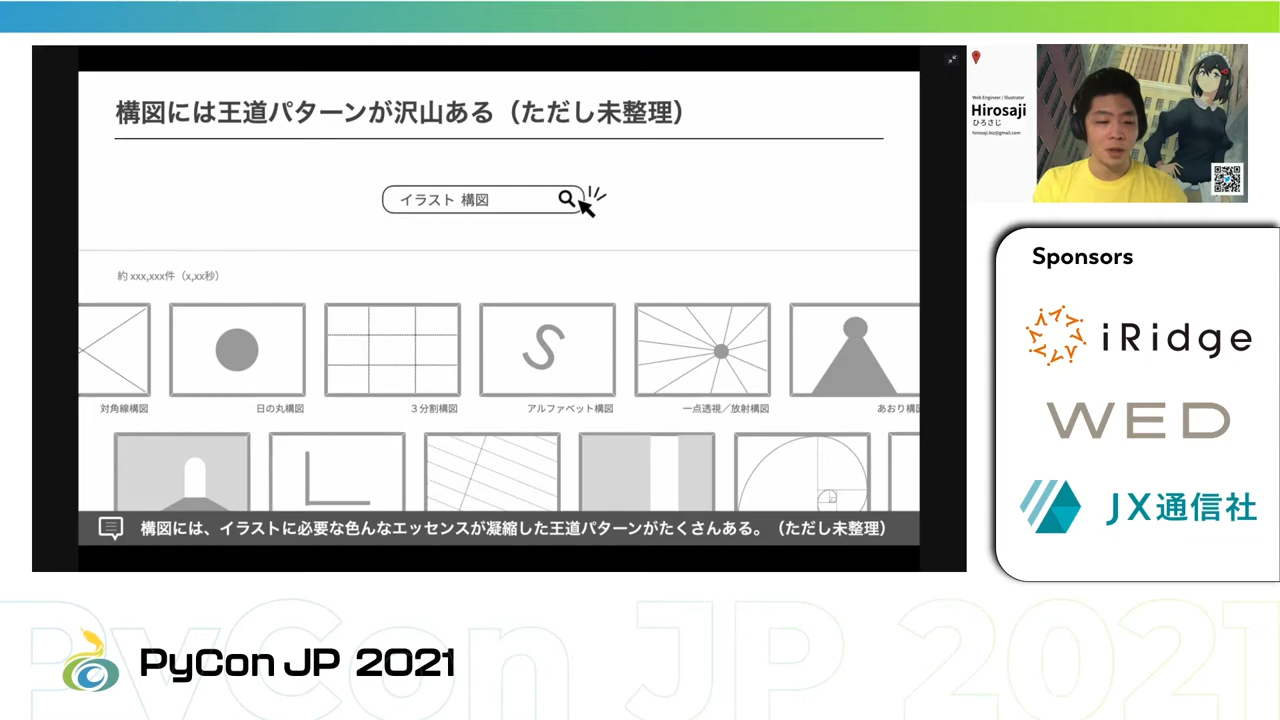 構図には王道パターンが沢山ある（ただし未整理）
イラスト 構図
約 xxx,xxx件（x,xx秒）
対角線構図
日の丸構図
３分割構図
アルファベット構図
一点透視／放射構図
あおり構図
構図には、イラストに必要な色んなエッセンスが凝縮した王道パターンがたくさんある。（ただし未整理）
Web Engineer / Illustrator
Hirosaji
ひろさじ
hirosaji.biz@gmail.com
Sponsors
iRidge
WED
JX通信社
PyCon JP 2021
PyCon JP 2021